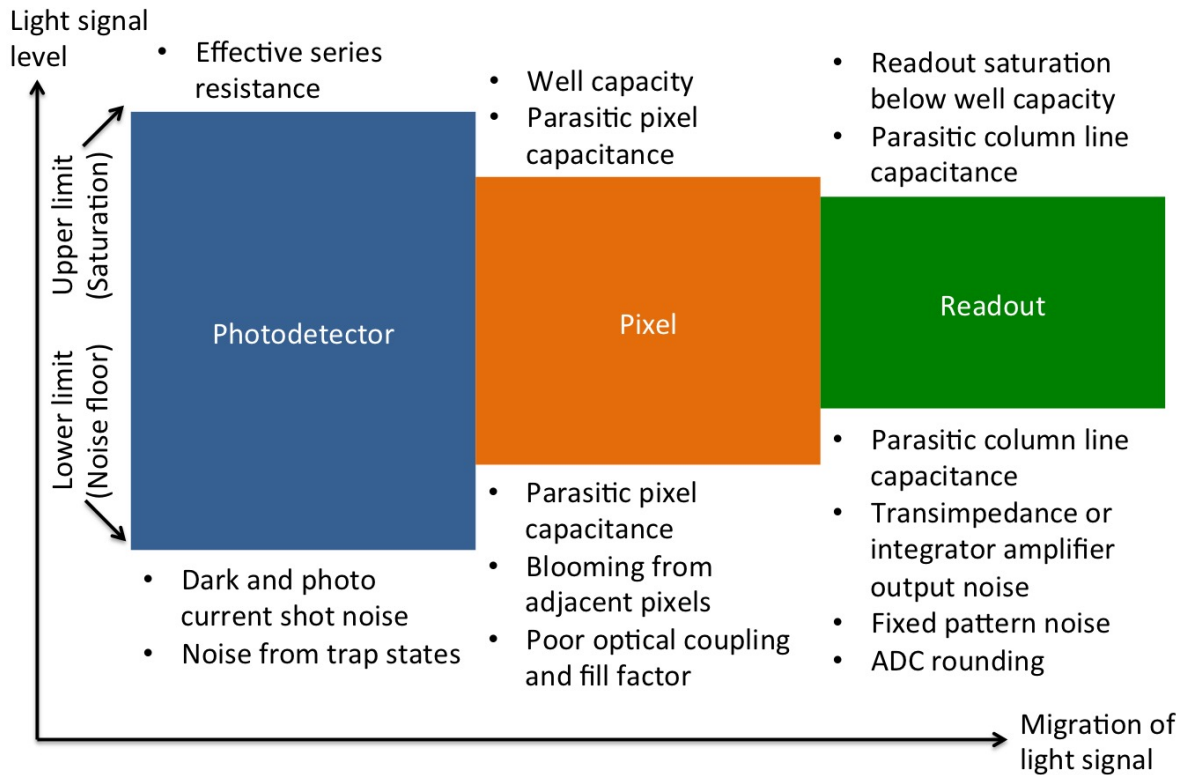 Light signal
level
• Effective series
resistance
• Well capacity
• Parasitic pixel
capacitance
• Readout saturation
below well capacity
• Parasitic column line
capacitance
Upper limit
(Saturation)
Lower limit
(Noise floor)
Photodetector
Pixel
Readout
• Dark and photo
current shot noise
• Noise from trap states
• Parasitic pixel
capacitance
• Blooming from
adjacent pixels
• Poor optical coupling
and fill factor
• Parasitic column line
capacitance
• Transimpedance or
integrator amplifier
output noise
• Fixed pattern noise
• ADC rounding
Migration of
light signal